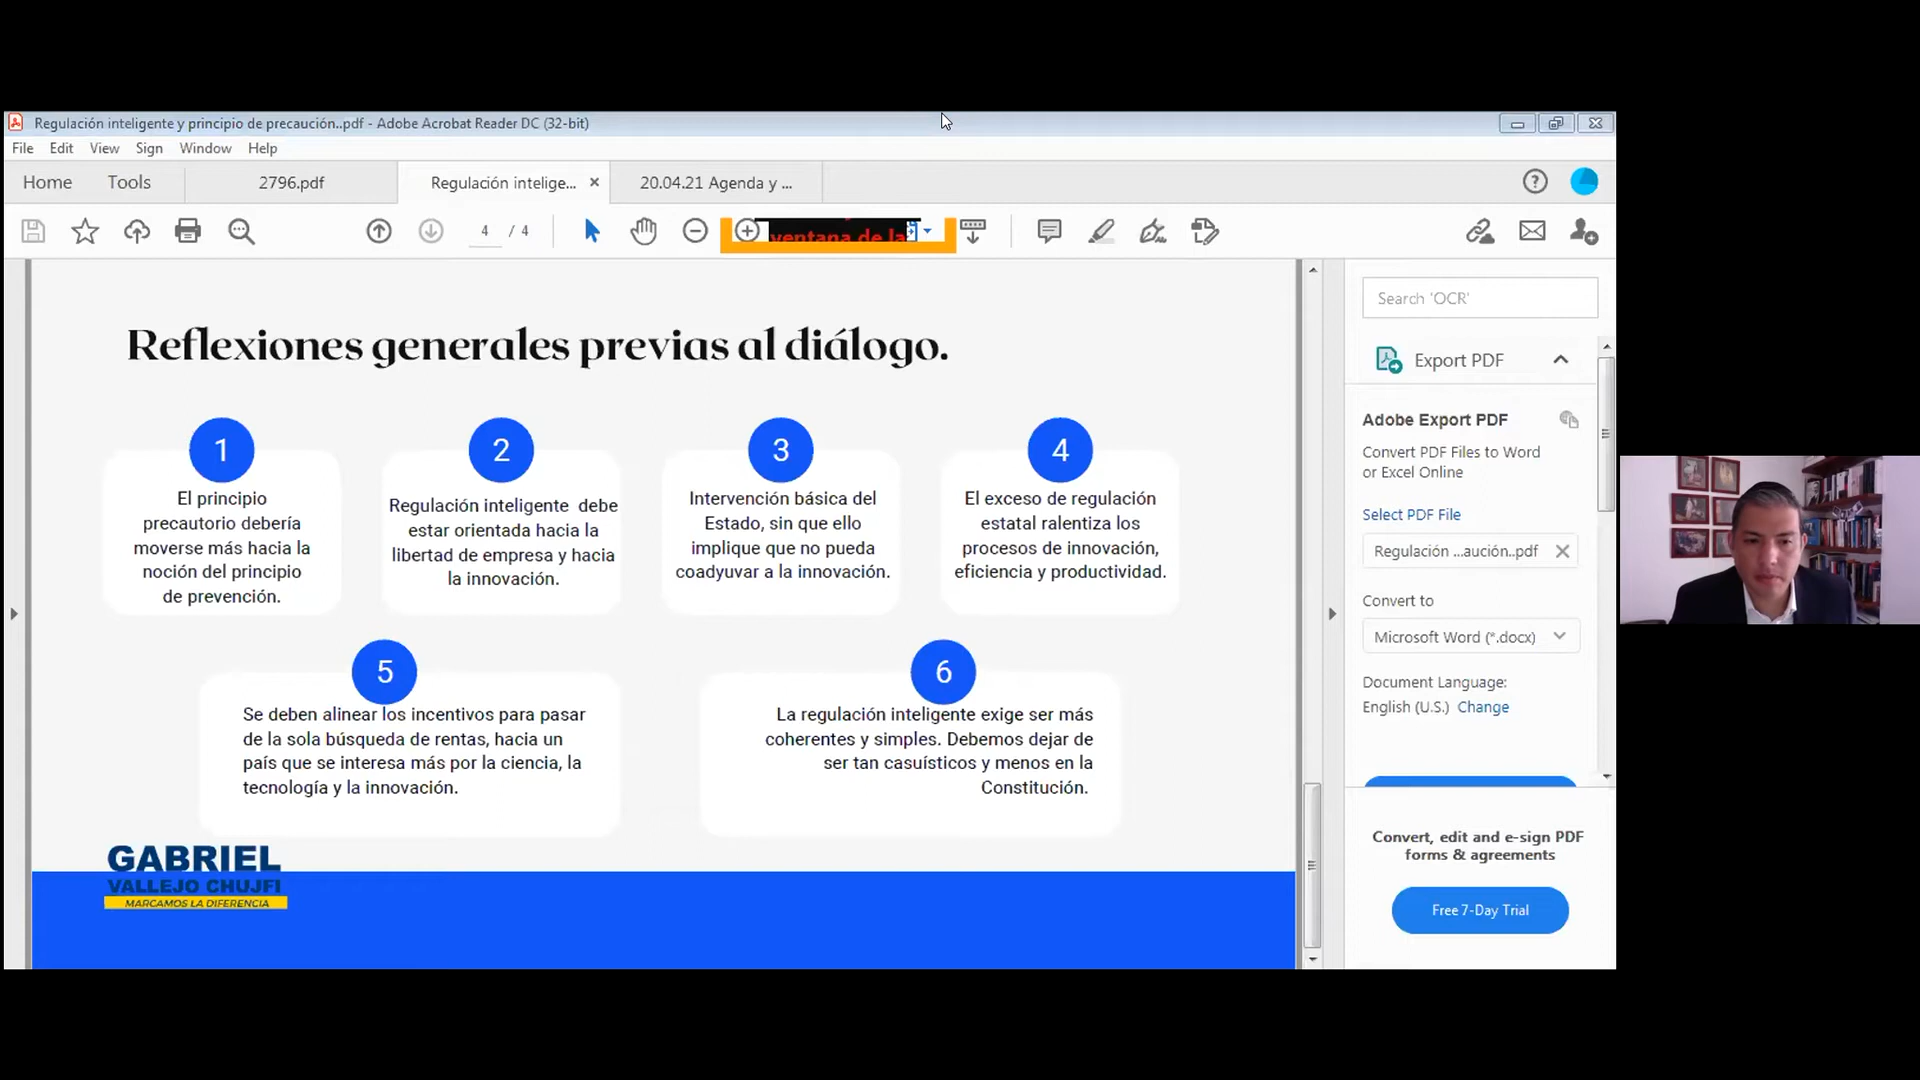 Regulación inteligente y principio de precaución..pdf - Adobe Acrobat Reader DC (32-bit)
File Edit View Sign Window Help
Home Tools 2796.pdf Regulación intelige... 20.04.21 Agenda y ...
4 / 4
ventana de la
Reflexiones generales previas al diálogo.
1
El principio
precautorio debería
moverse más hacia la
noción del principio
de prevención.
2
Regulación inteligente debe
estar orientada hacia la
libertad de empresa y hacia
la innovación.
3
Intervención básica del
Estado, sin que ello
implique que no pueda
coadyuvar a la innovación.
4
El exceso de regulación
estatal ralentiza los
procesos de innovación,
eficiencia y productividad.
5
Se deben alinear los incentivos para pasar
de la sola búsqueda de rentas, hacia un
país que se interesa más por la ciencia, la
tecnología y la innovación.
6
La regulación inteligente exige ser más
coherentes y simples. Debemos dejar de
ser tan casuísticos y menos en la
Constitución.
GABRIEL
VALLEJO CHUJFI
MARCAMOS LA DIFERENCIA
Search 'OCR'
Export PDF
Adobe Export PDF
Convert PDF Files to Word
or Excel Online
Select PDF File
Regulación ...aución..pdf
Convert to
Microsoft Word (*.docx)
Document Language:
English (U.S.) Change
Convert, edit and e-sign PDF
forms & agreements
Free 7-Day Trial